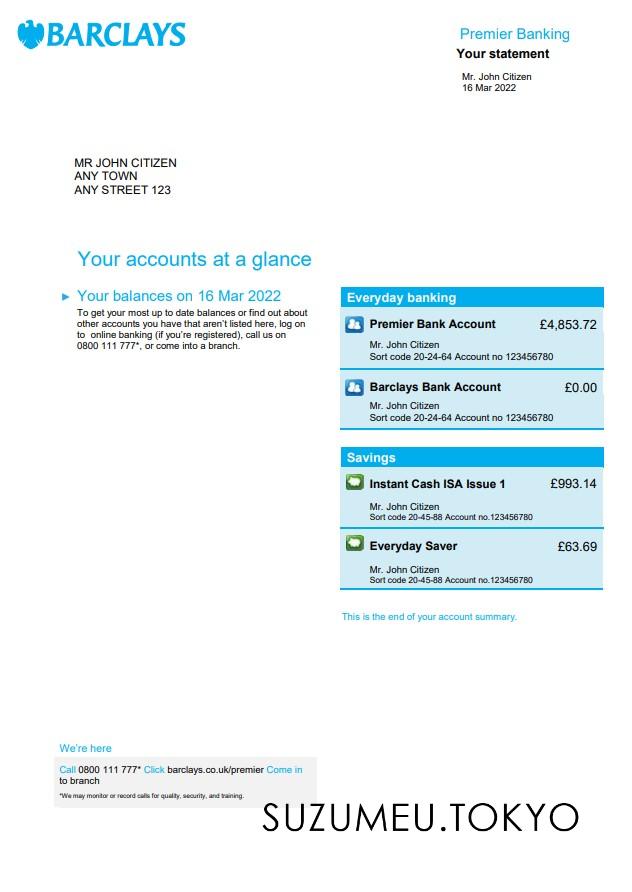 BARCLAYS
Premier Banking
Your statement
Mr. John Citizen
16 Mar 2022
MR JOHN CITIZEN
ANY TOWN
ANY STREET 123
Your accounts at a glance
Your balances on 16 Mar 2022
To get your most up to date balances or find out about
other accounts you have that aren't listed here, log on
to online banking (if you're registered), call us on
0800 111 777*, or come into a branch.
Everyday banking
Premier Bank Account £4,853.72
Mr. John Citizen
Sort code 20-24-64 Account no 123456780
Barclays Bank Account £0.00
Mr. John Citizen
Sort code 20-24-64 Account no 123456780
Savings
Instant Cash ISA Issue 1 £993.14
Mr. John Citizen
Sort code 20-45-88 Account no.123456780
Everyday Saver £63.69
Mr. John Citizen
Sort code 20-45-88 Account no.123456780
This is the end of your account summary.
We're here
Call 0800 111 777* Click barclays.co.uk/premier Come in
to branch
*We may monitor or record calls for quality, security, and training.
SUZUMEU.TOKYO